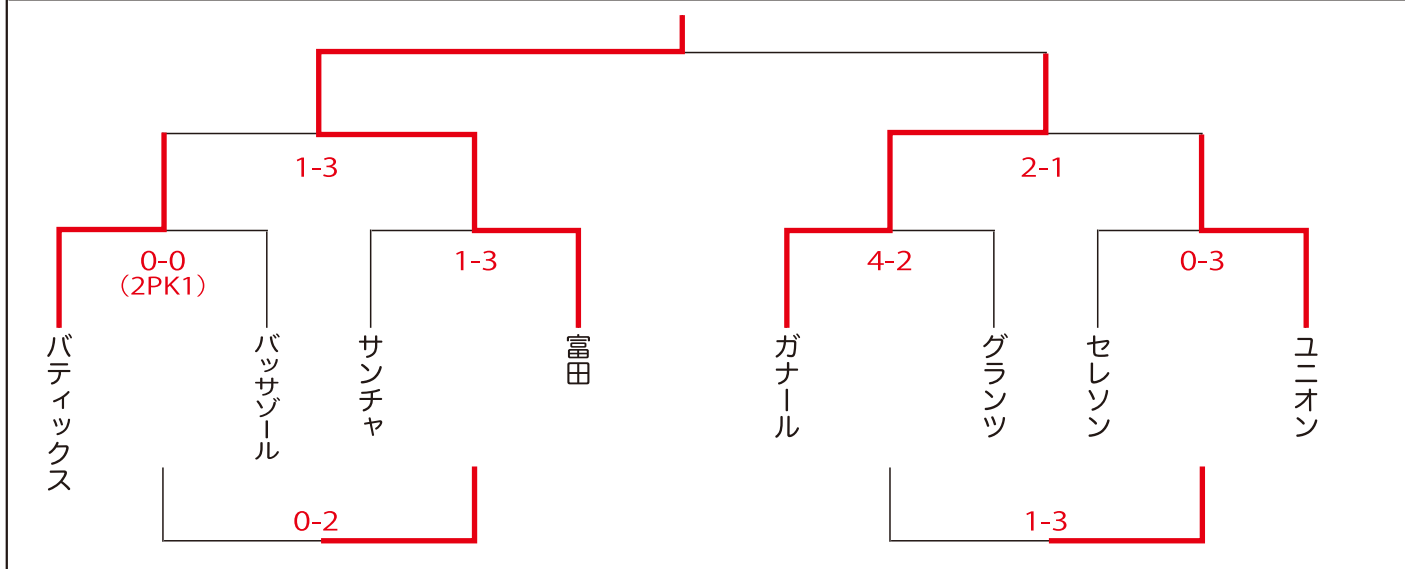 1-3
2-1
0-0
（2PK1）
1-3
4-2
0-3
バティックス
バッサゾール
サンチャ
富田
ガナール
グランツ
セレソン
ユニオン
0-2
1-3